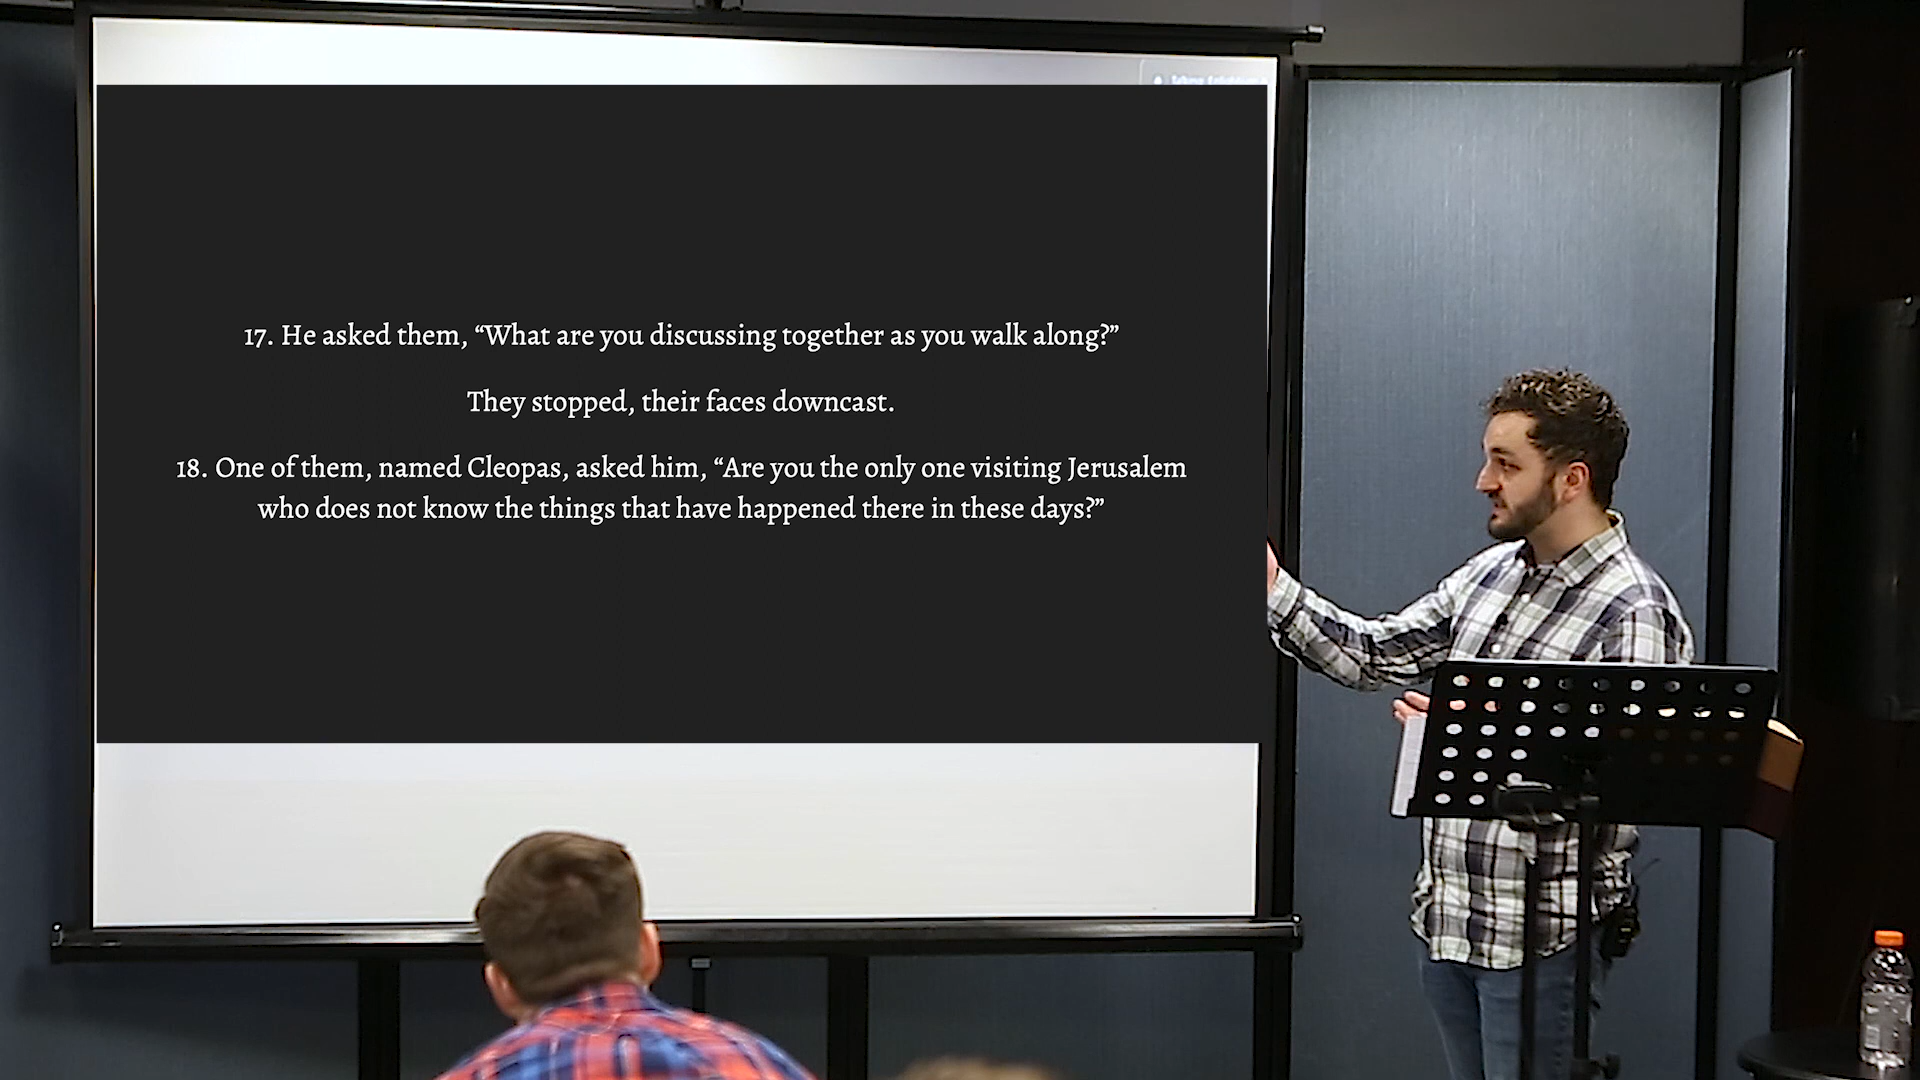 17. He asked them, “What are you discussing together as you walk along?”
They stopped, their faces downcast.
18. One of them, named Cleopas, asked him, “Are you the only one visiting Jerusalem
who does not know the things that have happened there in these days?”